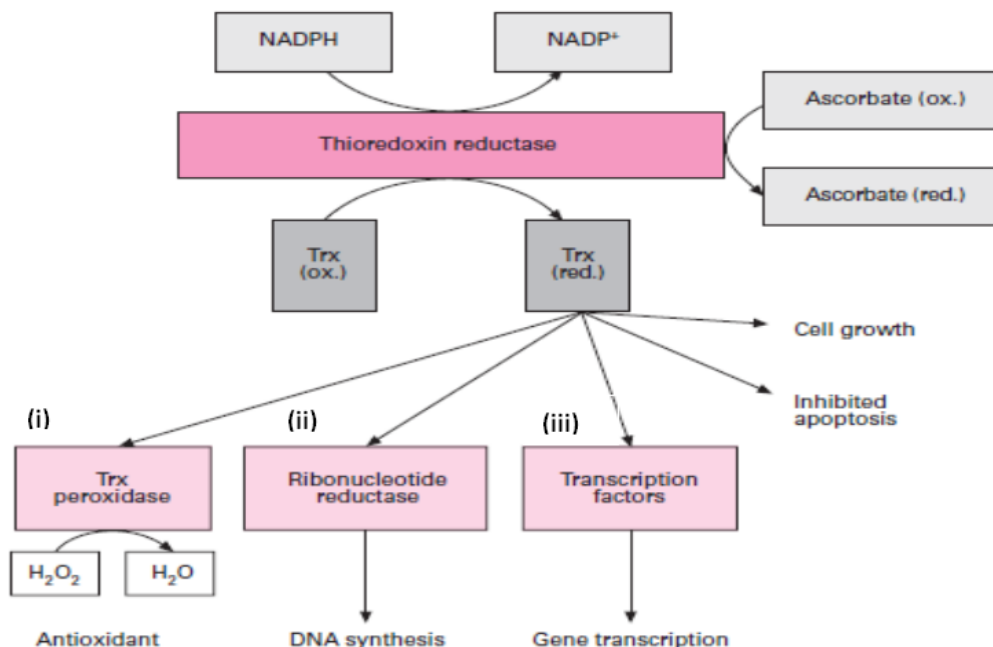 NADPH
NADP⁺
Ascorbate (ox.)
Thioredoxin reductase
Ascorbate (red.)
Trx
(ox.)
Trx
(red.)
Cell growth
Inhibited
apoptosis
(i)
(ii)
(iii)
Trx
peroxidase
Ribonucleotide
reductase
Transcription
factors
H₂O₂
H₂O
Antioxidant
DNA synthesis
Gene transcription